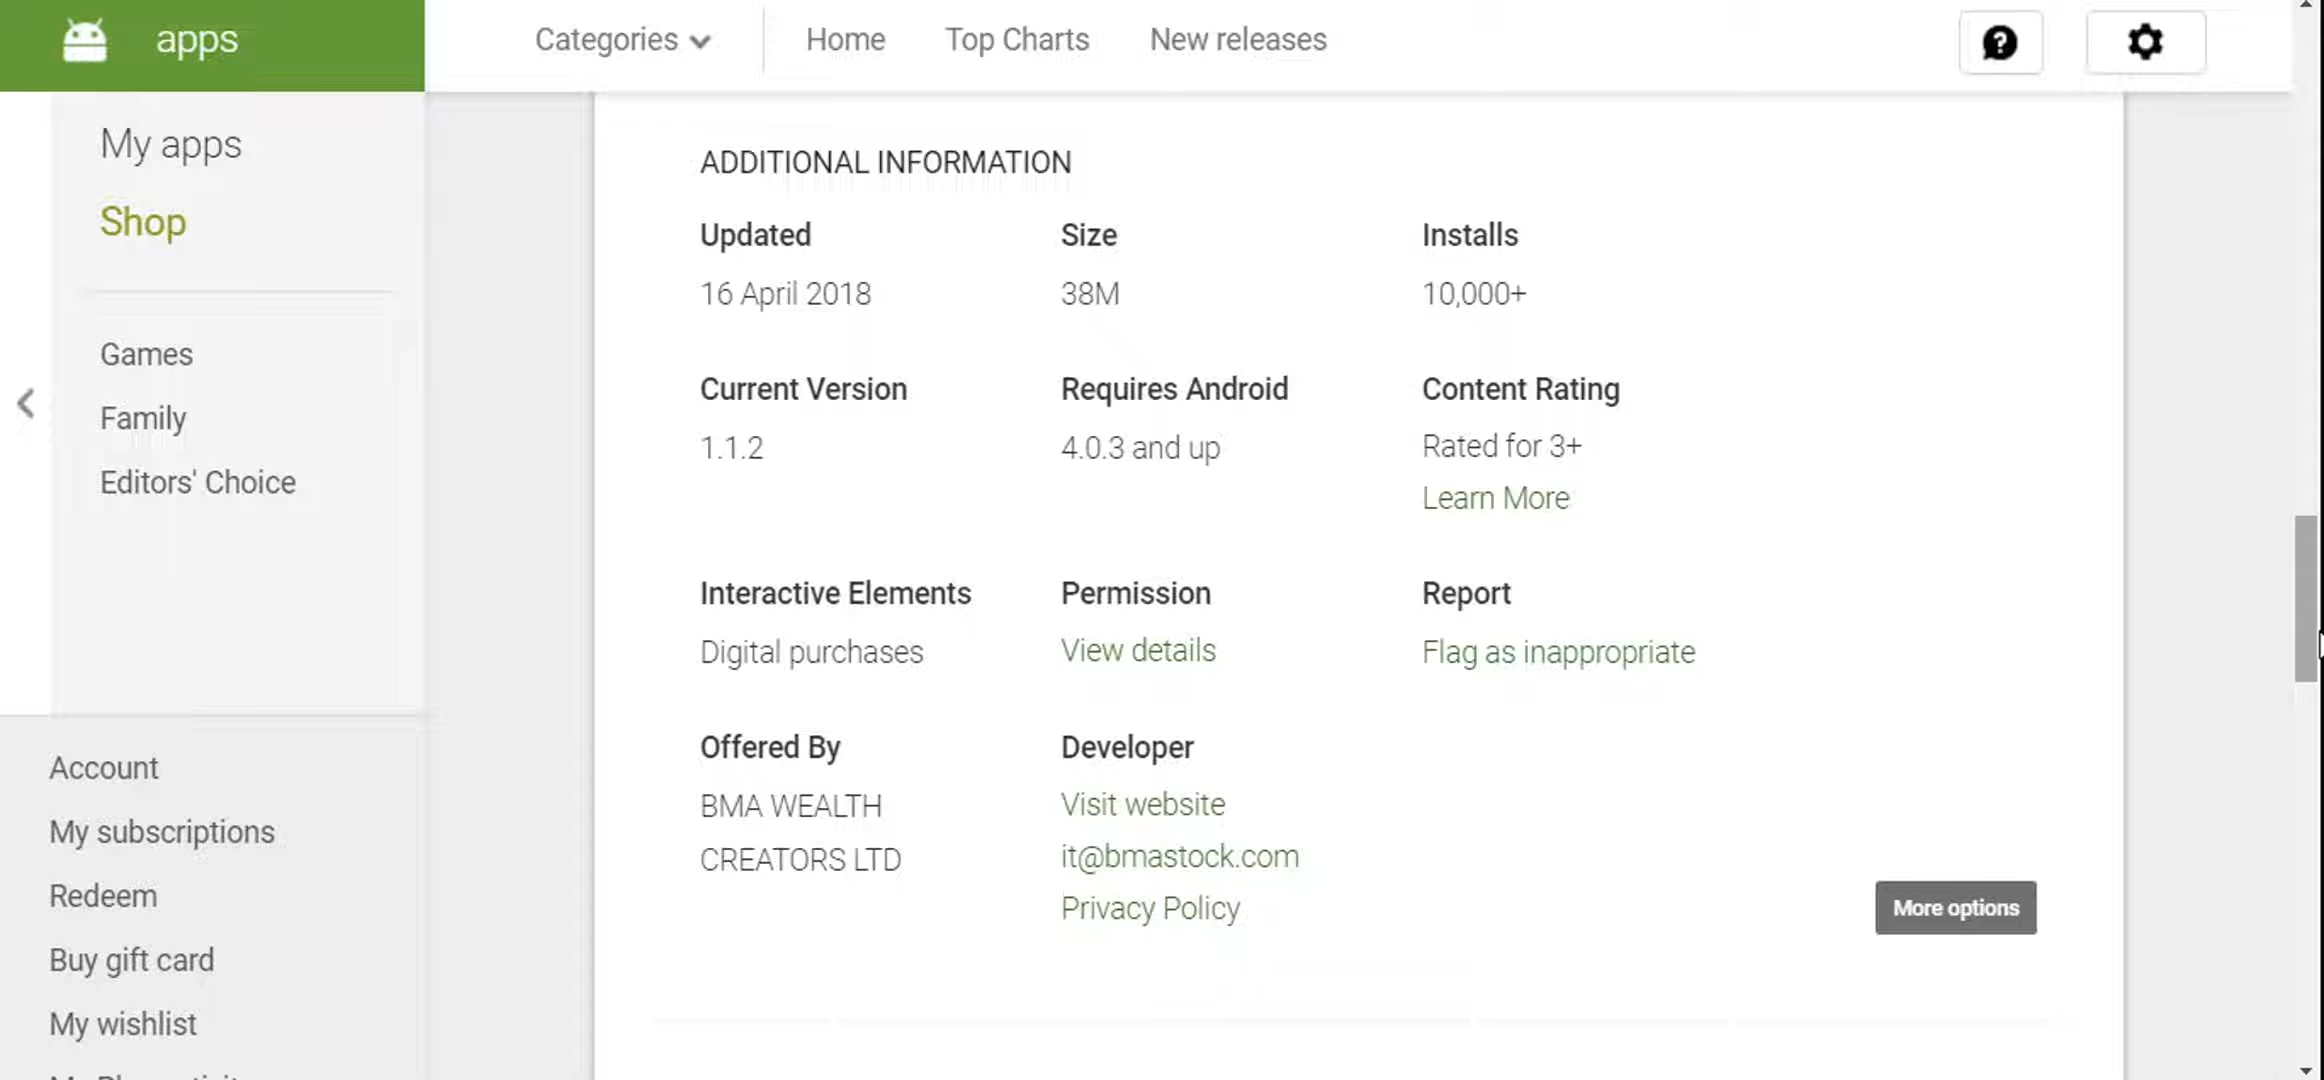 apps
Categories
Home
Top Charts
New releases
My apps
Shop
Games
Family
Editors' Choice
Account
My subscriptions
Redeem
Buy gift card
My wishlist
ADDITIONAL INFORMATION
Updated
16 April 2018
Size
38M
Installs
10,000+
Current Version
1.1.2
Requires Android
4.0.3 and up
Content Rating
Rated for 3+
Learn More
Interactive Elements
Digital purchases
Permission
View details
Report
Flag as inappropriate
Offered By
BMA WEALTH
CREATORS LTD
Developer
Visit website
it@bmastock.com
Privacy Policy
More options